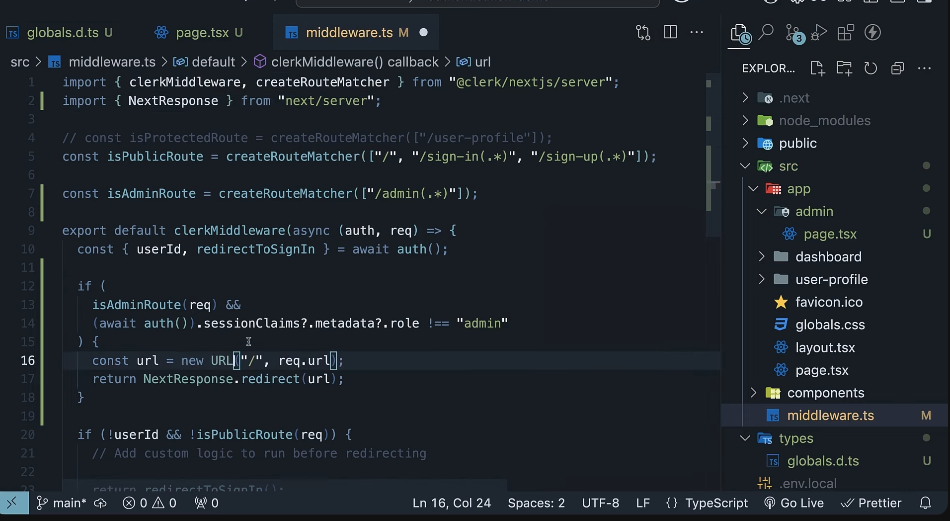 globals.d.ts U
page.tsx U
middleware.ts M
src > middleware.ts > default > clerkMiddleware() callback > url
1 import { clerkMiddleware, createRouteMatcher } from "@clerk/nextjs/server";
2 import { NextResponse } from "next/server";
3
4 // const isProtectedRoute = createRouteMatcher(["/user-profile"]);
5 const isPublicRoute = createRouteMatcher(["/", "/sign-in(.*)", "/sign-up(.*)"]);
6
7 const isAdminRoute = createRouteMatcher(["/admin(.*)"]);
8
9 export default clerkMiddleware(async (auth, req) => {
10 const { userId, redirectToSignIn } = await auth();
11
12 if (
13 isAdminRoute(req) &&
14 (await auth()).sessionClaims?.metadata?.role !== "admin"
15 ) {
16 const url = new URL("/", req.url);
17 return NextResponse.redirect(url);
18 }
19
20 if (!userId && !isPublicRoute(req)) {
21 // Add custom logic to run before redirecting
22
23 return redirectToSignIn();
3
EXPLOR...
.next
node_modules
public
src
app
admin
page.tsx U
dashboard
user-profile
favicon.ico
globals.css
layout.tsx
page.tsx
components
middleware.ts M
types
globals.d.ts U
.env.local
main* 0 0 0 Ln 16, Col 24 Spaces: 2 UTF-8 LF {} TypeScript Go Live Prettier